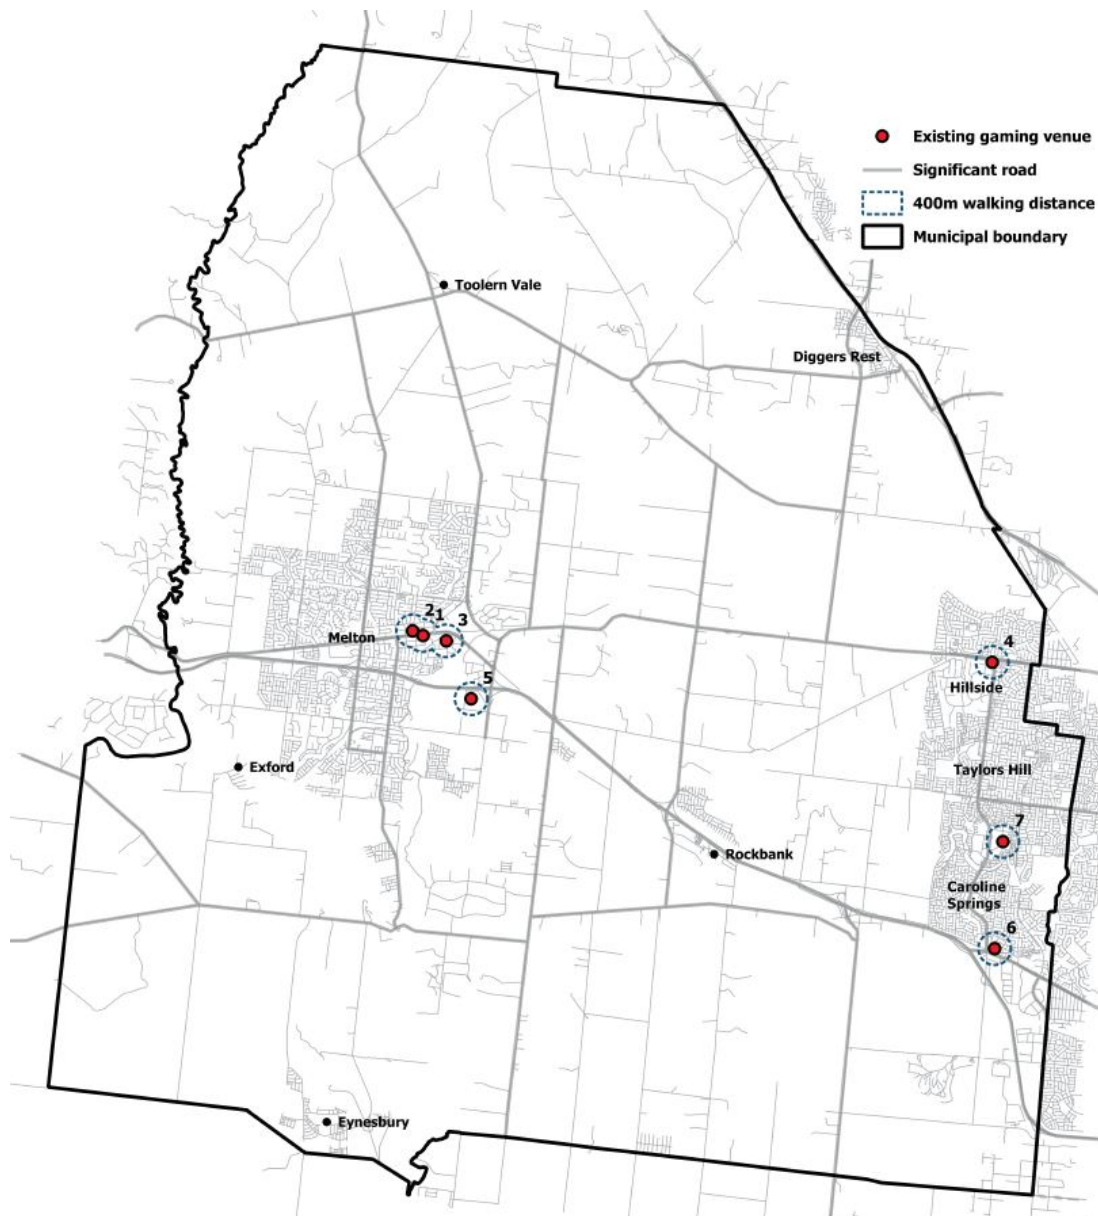 Existing gaming venue
Significant road
400m walking distance
Municipal boundary
Toolern Vale
Diggers Rest
2
1
3
Melton
4
5
Hillside
Exford
Taylors Hill
7
Rockbank
Caroline
Springs
6
Eynesbury